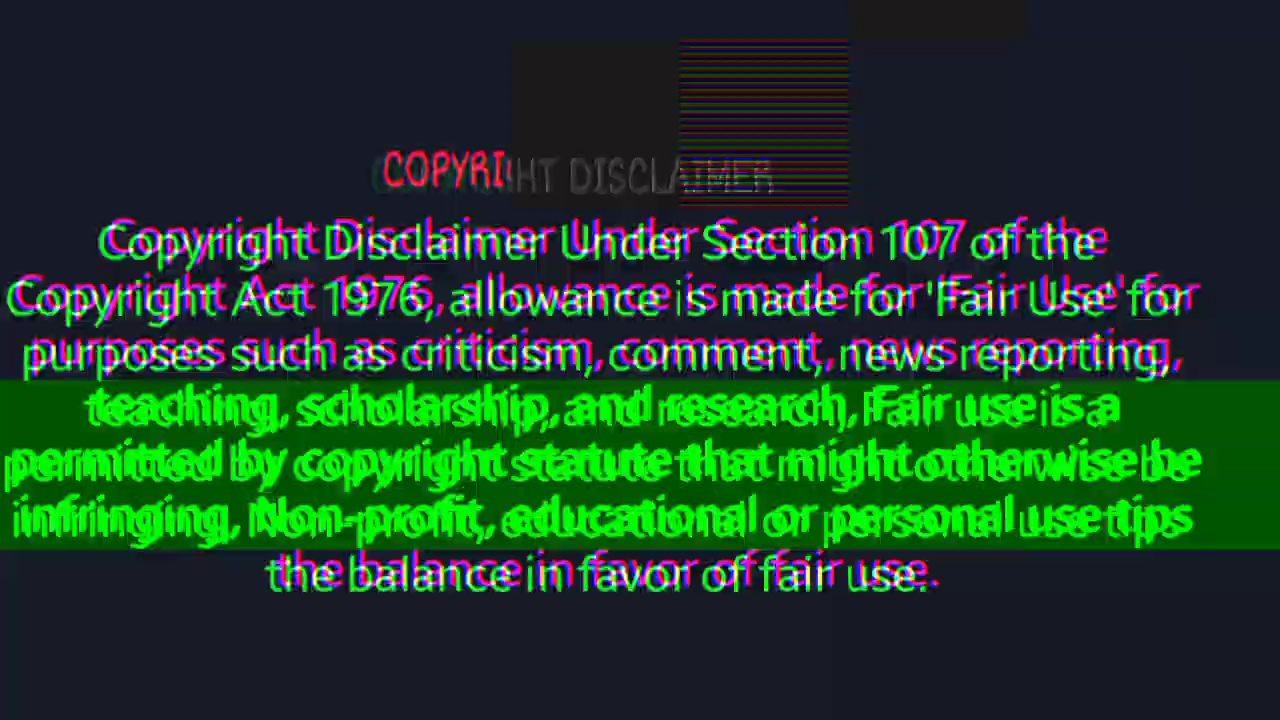 COPYRIGHT DISCLAIMER
Copyright Disclaimer Under Section 107 of the
Copyright Act 1976, allowance is made for 'Fair Use' for
purposes such as criticism, comment, news reporting,
teaching, scholarship, and research, Fair use is a
permitted by copyright statute that might otherwise be
infringing, Non-profit, educational or personal use tips
the balance in favor of fair use.